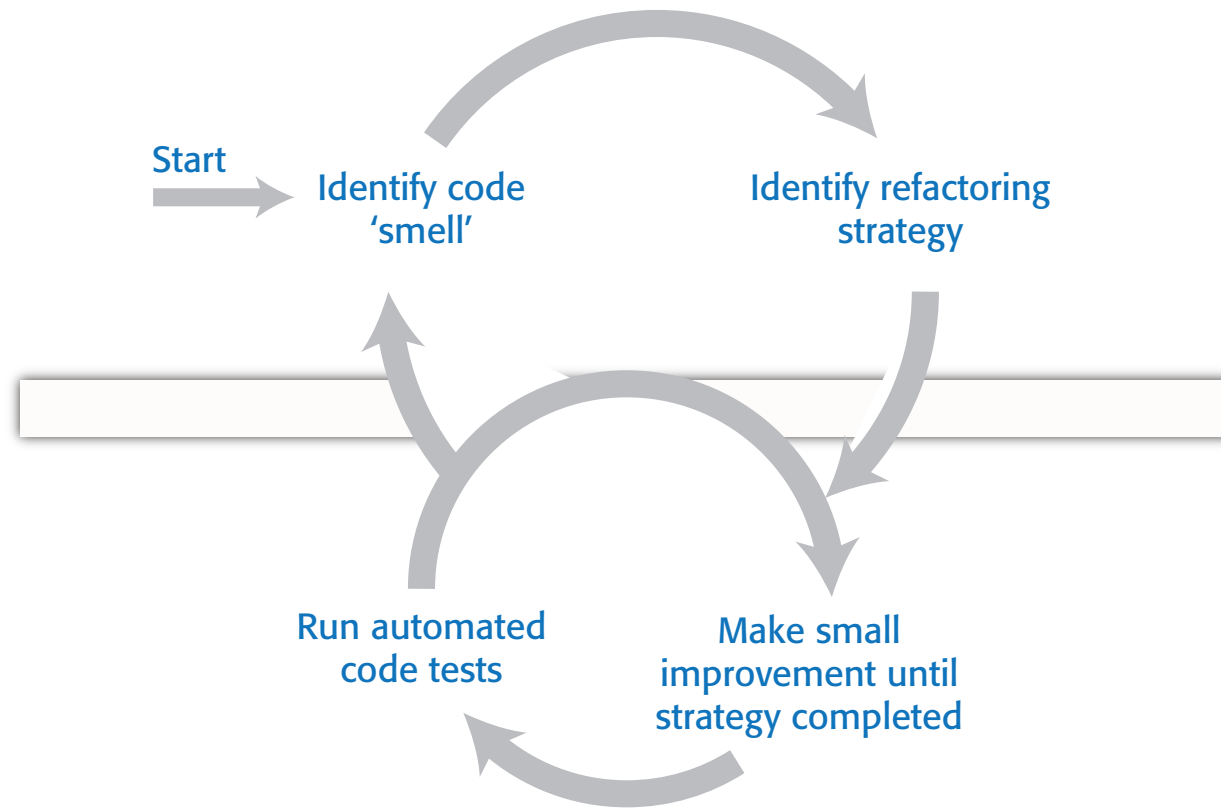 Start
Identify code
‘smell’
Identify refactoring
strategy
Run automated
code tests
Make small
improvement until
strategy completed